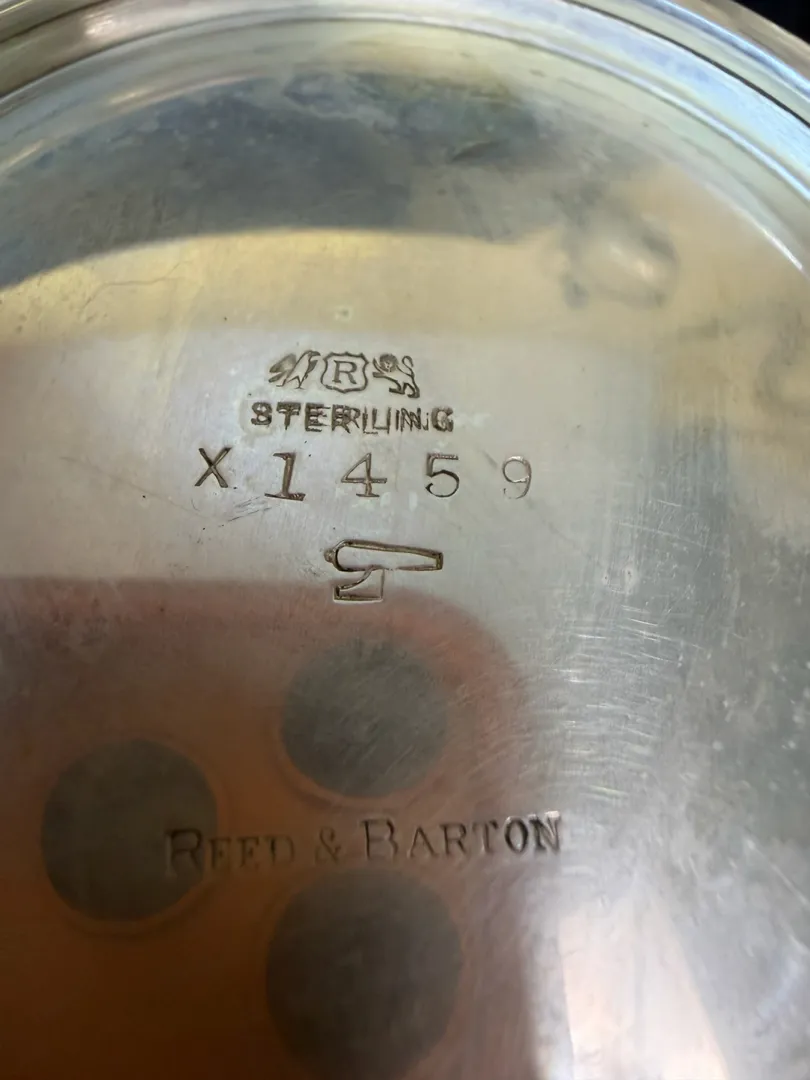 R
STERLING
X1459
REED & BARTON